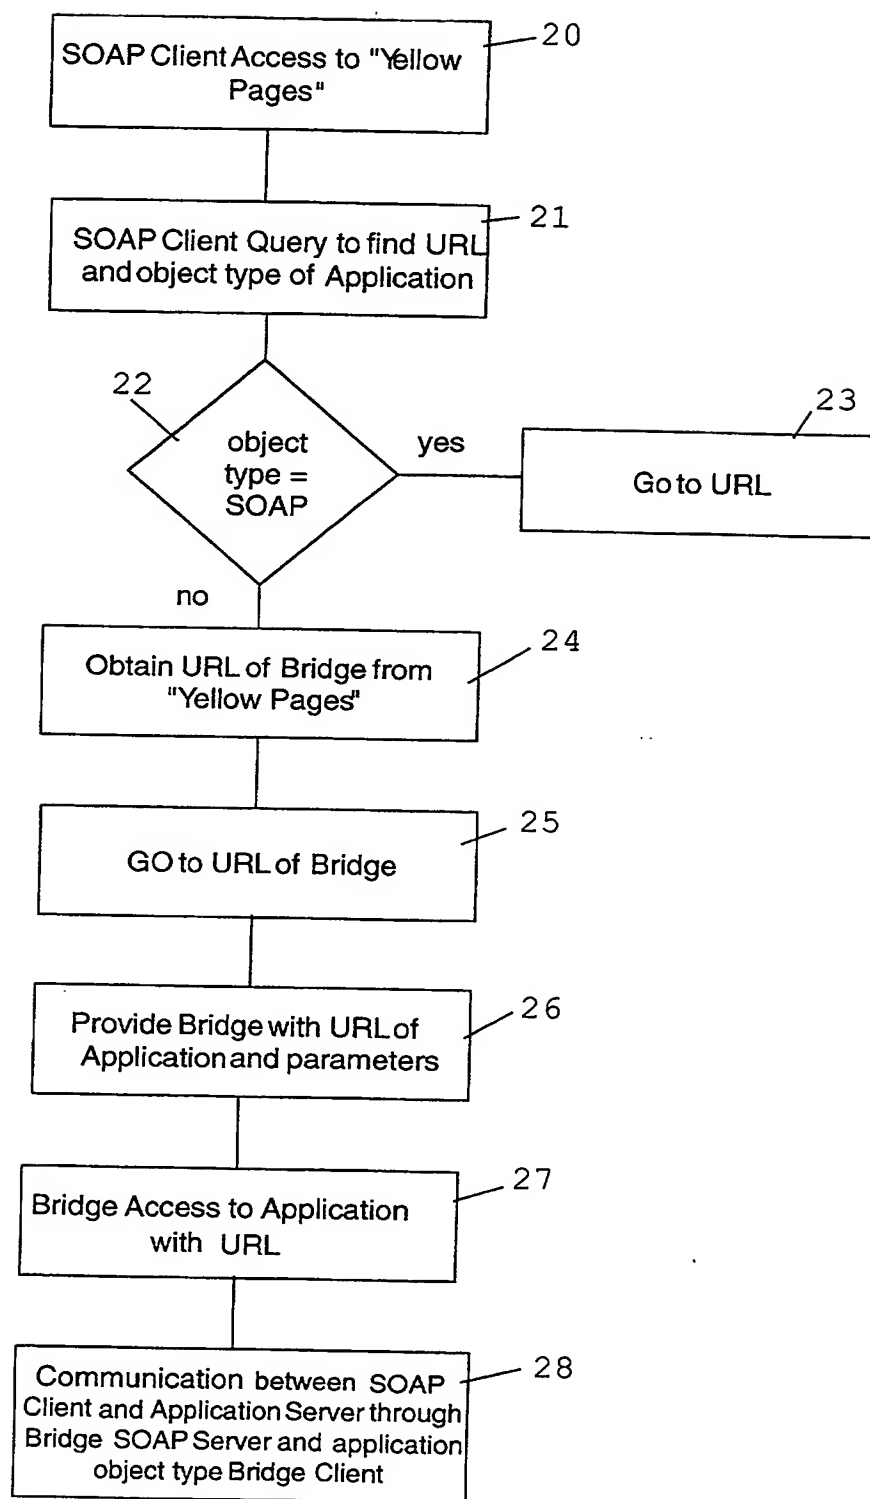 20
SOAP Client Access to "Yellow
Pages"
21
SOAP Client Query to find URL
and object type of Application
22
object
type =
SOAP
yes
23
Go to URL
no
24
Obtain URL of Bridge from
"Yellow Pages"
25
GO to URL of Bridge
26
Provide Bridge with URL of
Application and parameters
27
Bridge Access to Application
with URL
28
Communication between SOAP
Client and Application Server through
Bridge SOAP Server and application
object type Bridge Client